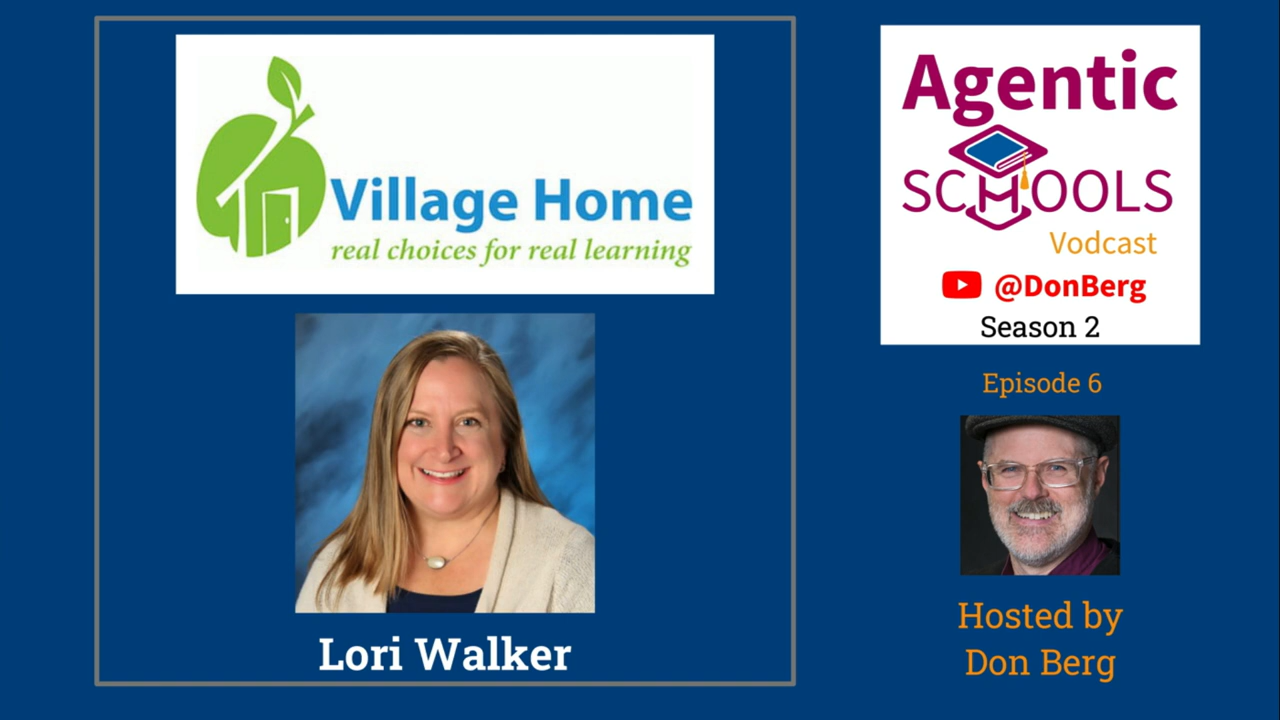 Village Home
real choices for real learning
Lori Walker
Agentic
SCHOOLS
Vodcast
@DonBerg
Season 2
Episode 6
Hosted by
Don Berg